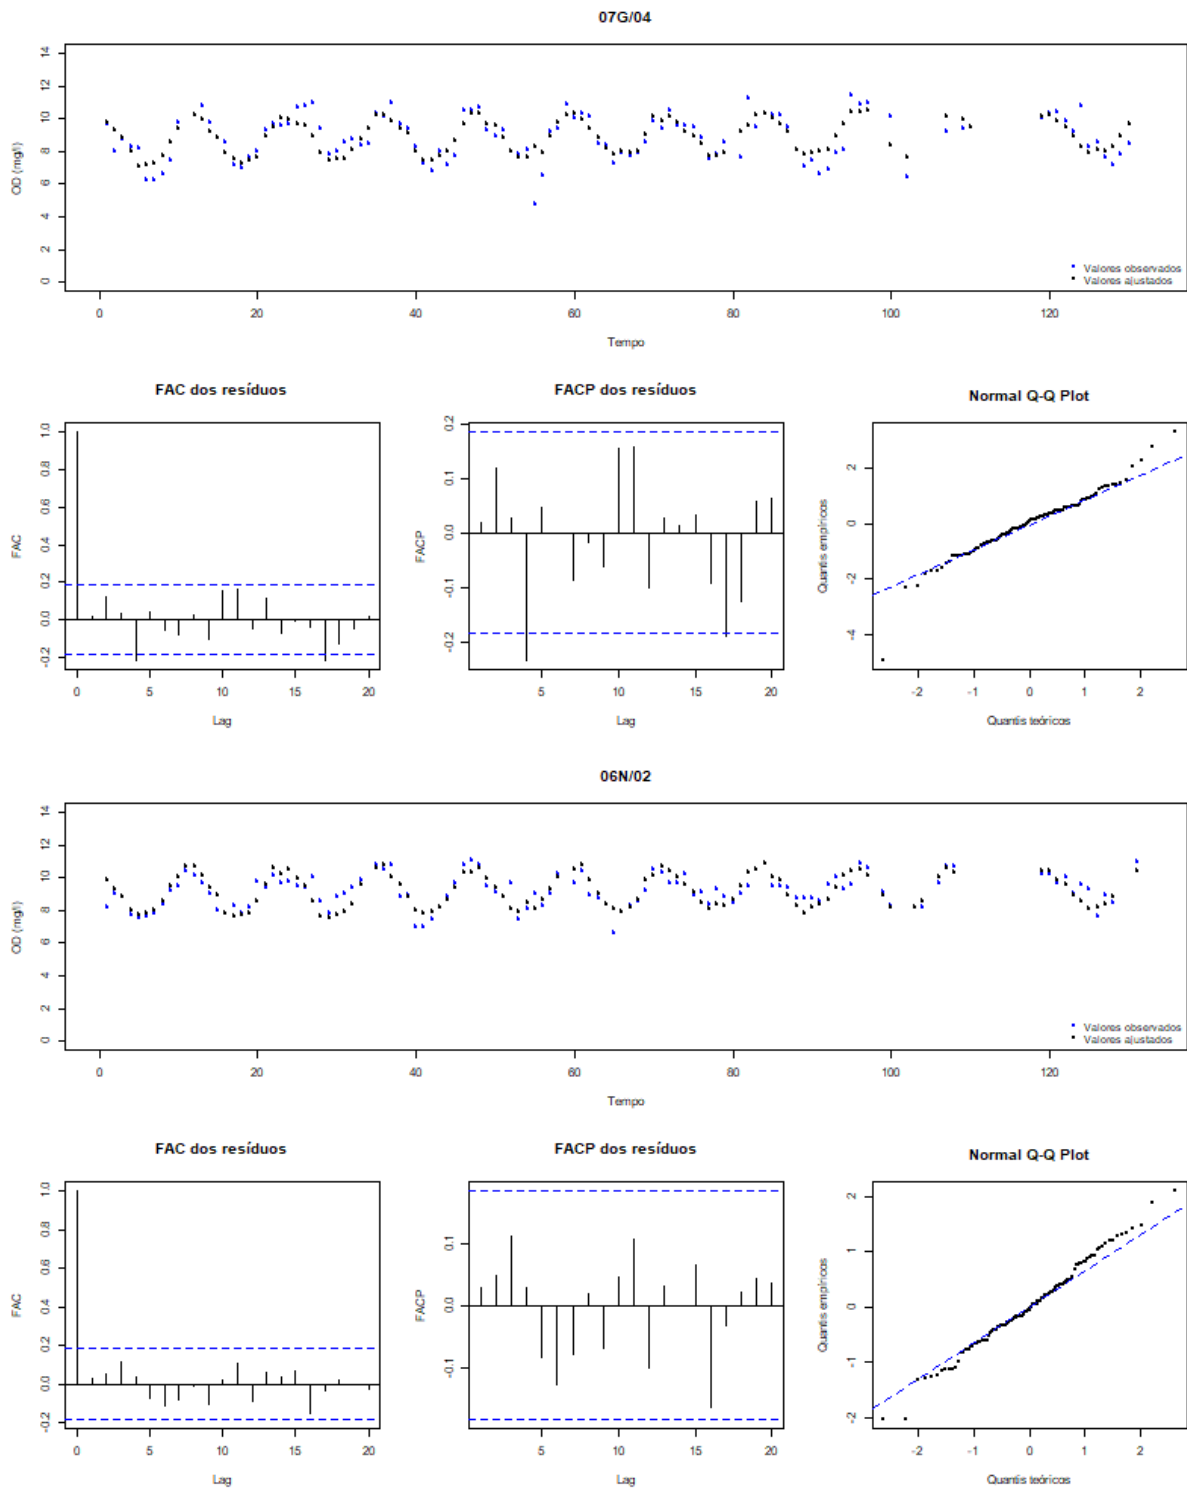 07G/04
OD (mg/l)
14
12
10
8
6
4
2
0
Valores observados
Valores ajustados
0 20 40 60 80 100 120
Tempo
FAC dos resíduos
FAC
1.0
0.8
0.6
0.4
0.2
0.0
-0.2
0 5 10 15 20
Lag
FACP dos resíduos
FACP
0.2
0.1
0.0
-0.1
-0.2
5 10 15 20
Lag
Normal Q-Q Plot
Quantis empíricos
2
0
-2
-4
-2 -1 0 1 2
Quantis teóricos
06N/02
OD (mg/l)
14
12
10
8
6
4
2
0
Valores observados
Valores ajustados
0 20 40 60 80 100 120
Tempo
FAC dos resíduos
FAC
1.0
0.8
0.6
0.4
0.2
0.0
-0.2
0 5 10 15 20
Lag
FACP dos resíduos
FACP
0.1
0.0
-0.1
5 10 15 20
Lag
Normal Q-Q Plot
Quantis empíricos
2
1
0
-1
-2
-2 -1 0 1 2
Quantis teóricos